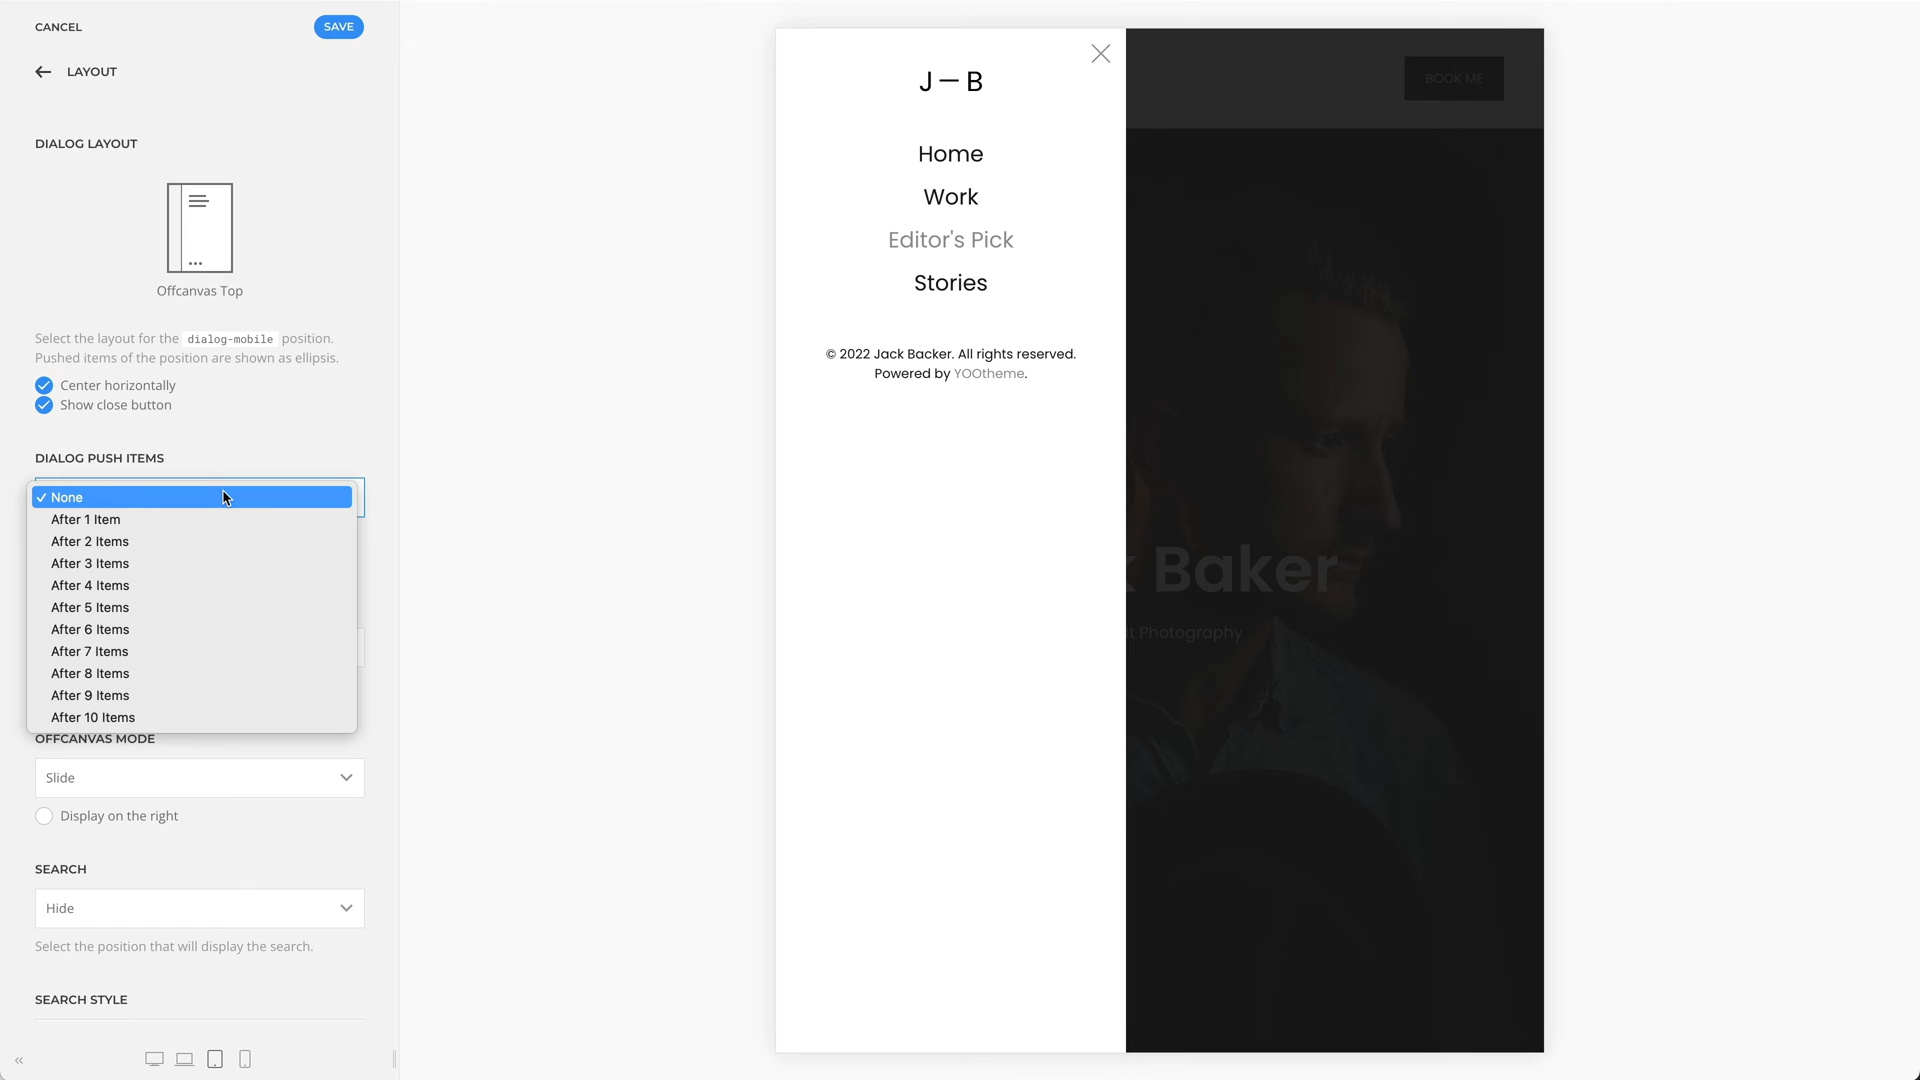 CANCEL
SAVE
LAYOUT
DIALOG LAYOUT
Offcanvas Top
Select the layout for the dialog-mobile position.
Pushed items of the position are shown as ellipsis.
Center horizontally
Show close button
DIALOG PUSH ITEMS
None
After 1 Item
After 2 Items
After 3 Items
After 4 Items
After 5 Items
After 6 Items
After 7 Items
After 8 Items
After 9 Items
After 10 Items
OFFCANVAS MODE
Slide
Display on the right
SEARCH
Hide
Select the position that will display the search.
SEARCH STYLE
J — B
Home
Work
Editor's Pick
Stories
© 2022 Jack Backer. All rights reserved.
Powered by YOOtheme.
BOOK ME
Baker
Photography